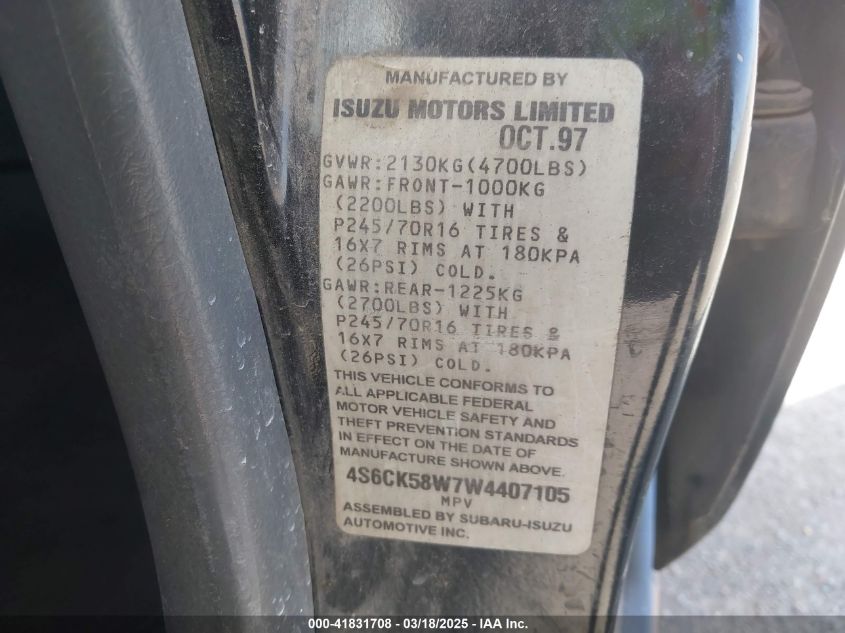 MANUFACTURED BY
ISUZU MOTORS LIMITED
OCT.97
GVWR:2130KG(4700LBS)
GAWR:FRONT-1000KG
(2200LBS) WITH
P245/70R16 TIRES &
16X7 RIMS AT 180KPA
(26PSI) COLD.
GAWR:REAR-1225KG
(2700LBS) WITH
P245/70R16 TIRES &
16X7 RIMS AT 180KPA
(26PSI) COLD.
THIS VEHICLE CONFORMS TO
ALL APPLICABLE FEDERAL
MOTOR VEHICLE SAFETY AND
THEFT PREVENTION STANDARDS
IN EFFECT ON THE DATE OF
MANUFACTURE SHOWN ABOVE.
4S6CK58W7W4407105
MPV
ASSEMBLED BY SUBARU-ISUZU
AUTOMOTIVE INC.
000-41831708 - 03/18/2025 - IAA Inc.